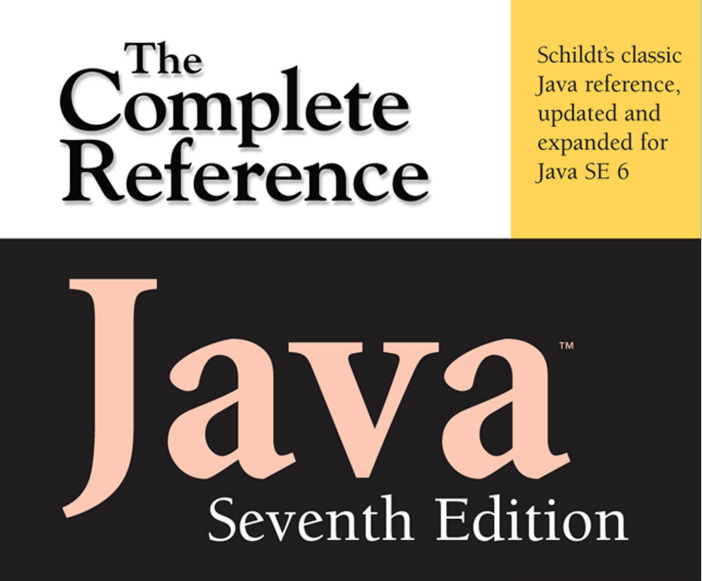 The
Complete
Reference
Schildt's classic
Java reference,
updated and
expanded for
Java SE 6
Java™
Seventh Edition